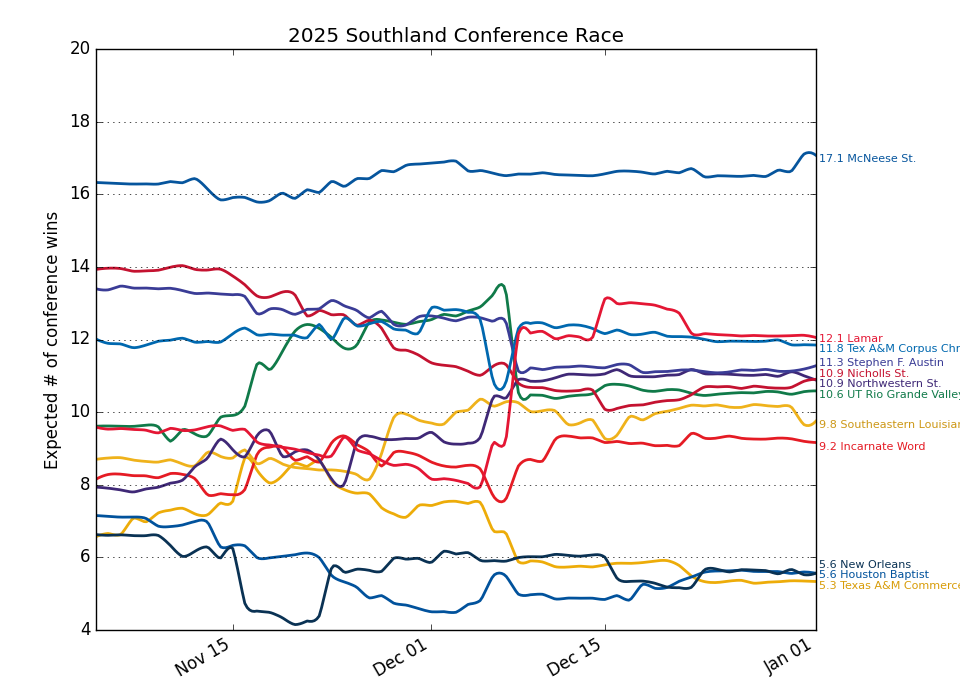 2025 Southland Conference Race
Expected # of conference wins
20
18
16
14
12
10
8
6
4
Nov 15
Dec 01
Dec 15
Jan 01
17.1 McNeese St.
12.1 Lamar
11.8 Tex A&M Corpus Chr
11.3 Stephen F. Austin
10.9 Nicholls St.
10.9 Northwestern St.
10.6 UT Rio Grande Valley
9.8 Southeastern Louisian
9.2 Incarnate Word
5.6 New Orleans
5.6 Houston Baptist
5.3 Texas A&M Commerce